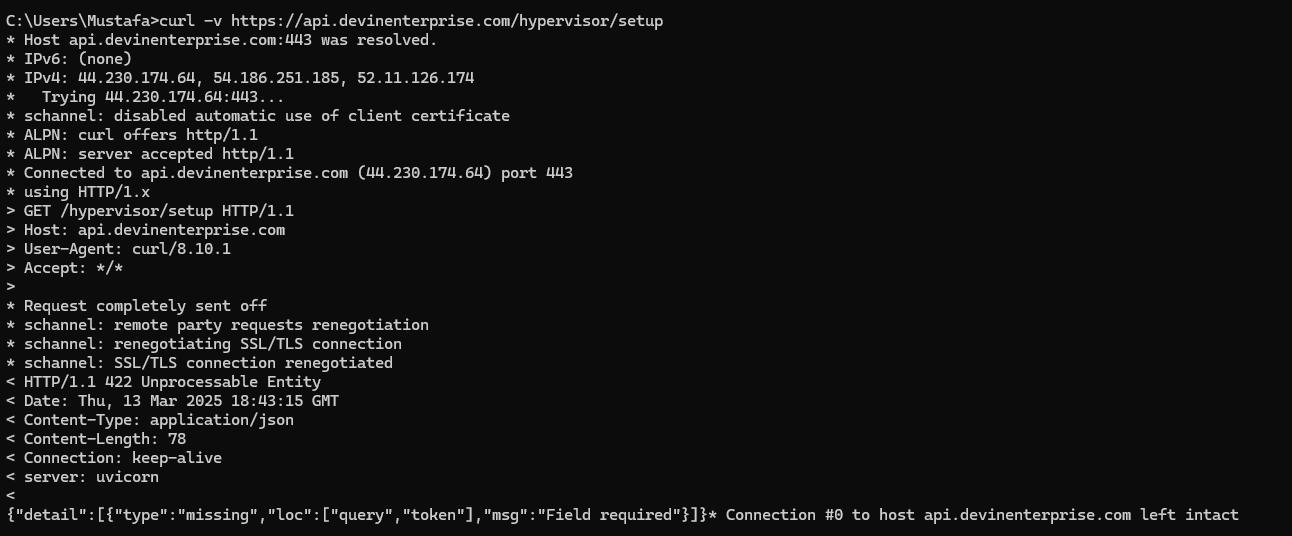 C:\Users\Mustafa>curl -v https://api.devinenterprise.com/hypervisor/setup
* Host api.devinenterprise.com:443 was resolved.
* IPv6: (none)
* IPv4: 44.230.174.64, 54.186.251.185, 52.11.126.174
*   Trying 44.230.174.64:443...
* schannel: disabled automatic use of client certificate
* ALPN: curl offers http/1.1
* ALPN: server accepted http/1.1
* Connected to api.devinenterprise.com (44.230.174.64) port 443
* using HTTP/1.x
> GET /hypervisor/setup HTTP/1.1
> Host: api.devinenterprise.com
> User-Agent: curl/8.10.1
> Accept: */*
>
* Request completely sent off
* schannel: remote party requests renegotiation
* schannel: renegotiating SSL/TLS connection
* schannel: SSL/TLS connection renegotiated
< HTTP/1.1 422 Unprocessable Entity
< Date: Thu, 13 Mar 2025 18:43:15 GMT
< Content-Type: application/json
< Content-Length: 78
< Connection: keep-alive
< server: uvicorn
<
{"detail":[{"type":"missing","loc":["query","token"],"msg":"Field required"}]}* Connection #0 to host api.devinenterprise.com left intact